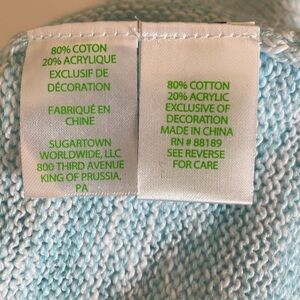 80% COTON
20% ACRYLIQUE
EXCLUSIF DE
DÉCORATION
FABRIQUÉ EN
CHINE
SUGARTOWN
WORLDWIDE, LLC
800 THIRD AVENUE
KING OF PRUSSIA,
PA
80% COTTON
20% ACRYLIC
EXCLUSIVE OF
DECORATION
MADE IN CHINA
RN # 88189
SEE REVERSE
FOR CARE